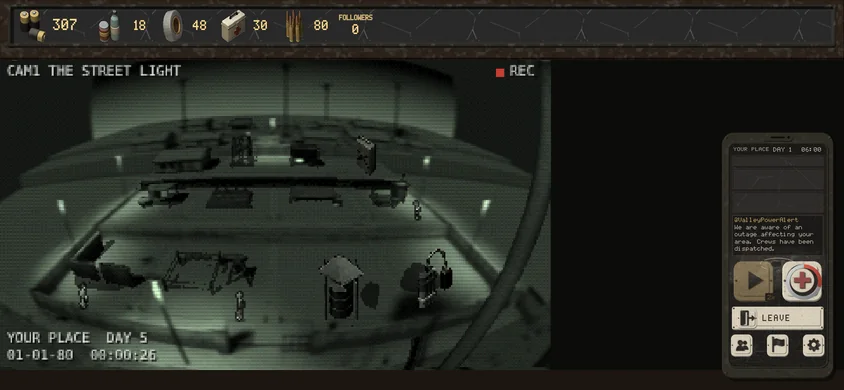 307
18
48
30
80
FOLLOWERS
0
CAM1 THE STREET LIGHT
REC
YOUR PLACE DAY 5
01-01-80 00:00:26
YOUR PLACE DAY 1 06:00
@ValleyPowerAlert
We are aware of an
outage affecting your
area. Crews have been
dispatched.
LEAVE